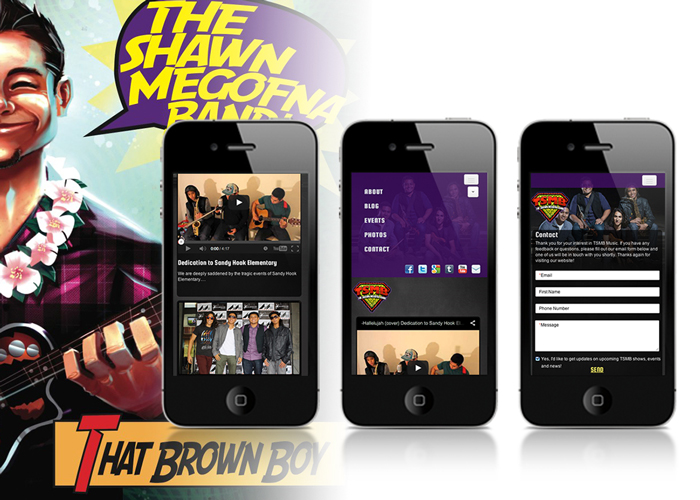 THE
SHAWN
MEGOFNA
BAND!
0:00 / 4:17
YouTube
Dedication to Sandy Hook Elementary
We are deeply saddened by the tragic events of Sandy Hook
Elementary....
ABOUT
BLOG
EVENTS
PHOTOS
CONTACT
TSMB
-Hallelujah (cover) Dedication to Sandy Hook El
TSMB
Contact
Thank you for your interest in TSMB Music. If you have any
feedback or questions, please fill out our email form below and
one of us will be in touch with you shortly. Thanks again for
visiting our website!
*Email
First Name
Phone Number
*Message
Yes, I'd like to get updates on upcoming TSMB shows, events
and news!
SEND
THAT BROWN BOY